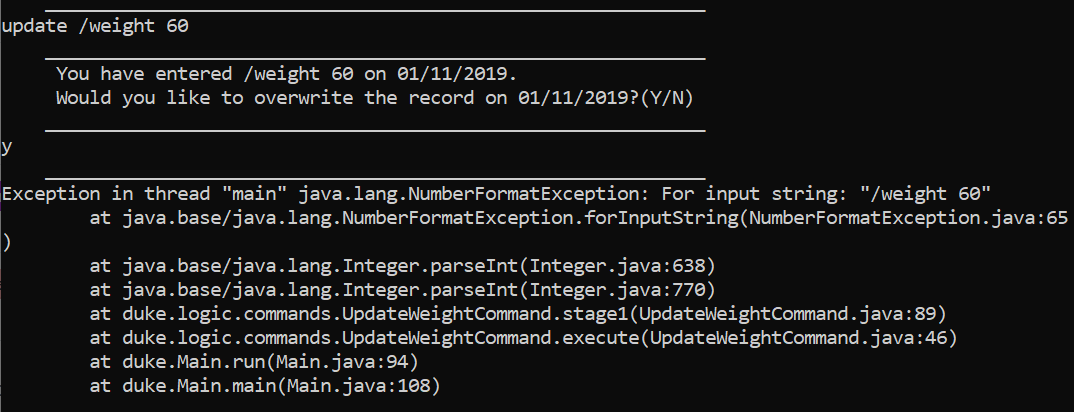 update /weight 60
You have entered /weight 60 on 01/11/2019.
Would you like to overwrite the record on 01/11/2019?(Y/N)
y
Exception in thread "main" java.lang.NumberFormatException: For input string: "/weight 60"
at java.base/java.lang.NumberFormatException.forInputString(NumberFormatException.java:65
)
at java.base/java.lang.Integer.parseInt(Integer.java:638)
at java.base/java.lang.Integer.parseInt(Integer.java:770)
at duke.logic.commands.UpdateWeightCommand.stage1(UpdateWeightCommand.java:89)
at duke.logic.commands.UpdateWeightCommand.execute(UpdateWeightCommand.java:46)
at duke.Main.run(Main.java:94)
at duke.Main.main(Main.java:108)